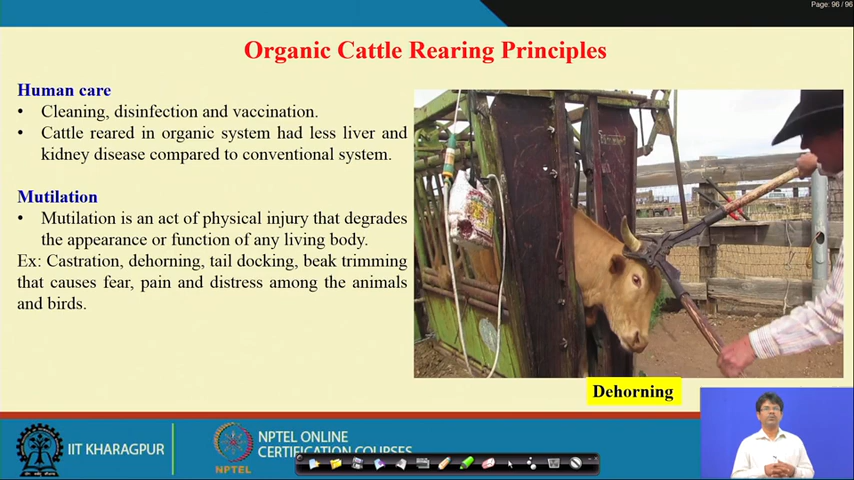 Page: 96 / 96
Organic Cattle Rearing Principles
Human care
• Cleaning, disinfection and vaccination.
• Cattle reared in organic system had less liver and
kidney disease compared to conventional system.
Mutilation
• Mutilation is an act of physical injury that degrades
the appearance or function of any living body.
Ex: Castration, dehorning, tail docking, beak trimming
that causes fear, pain and distress among the animals
and birds.
Dehorning
IIT KHARAGPUR
NPTEL
NPTEL ONLINE
CERTIFICATION COURSES